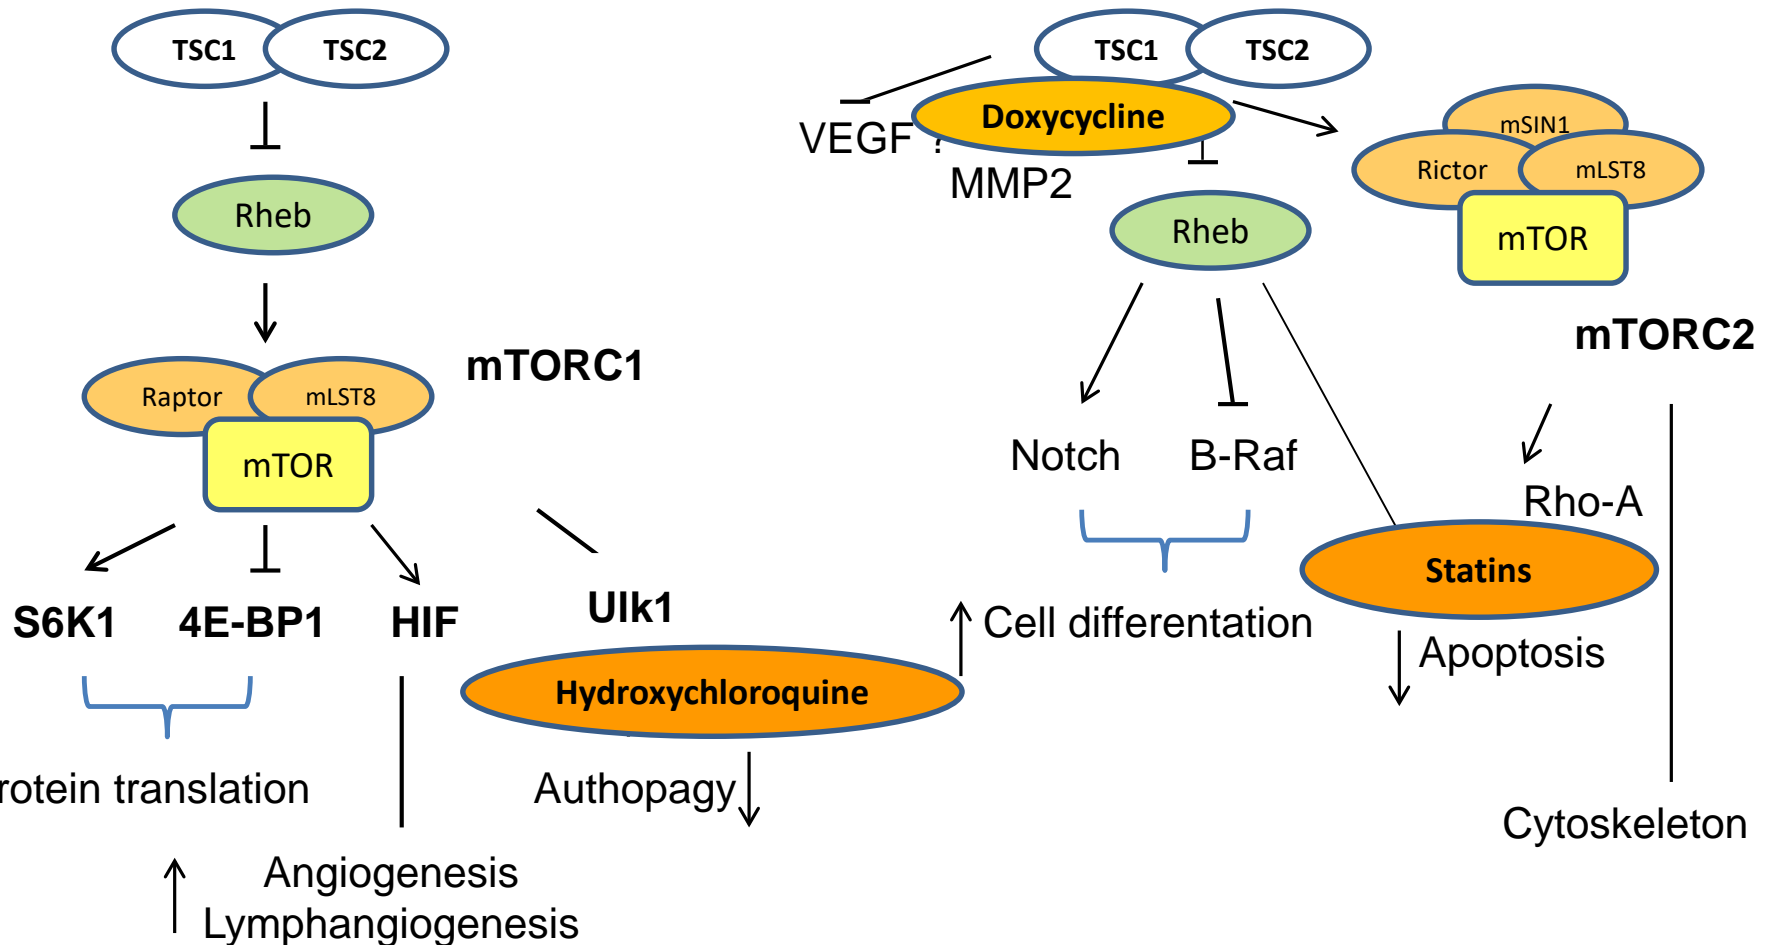 TSC1
TSC2
Rheb
mTORC1
Raptor
mLST8
mTOR
S6K1
4E-BP1
HIF
Ulk1
Hydroxychloroquine
rotein translation
Authopagy
Angiogenesis
Lymphangiogenesis
TSC1
TSC2
Doxycycline
VEGF
MMP2
Rheb
mSIN1
Rictor
mLST8
mTOR
mTORC2
Notch
B-Raf
Rho-A
Statins
Cell differentation
Apoptosis
Cytoskeleton